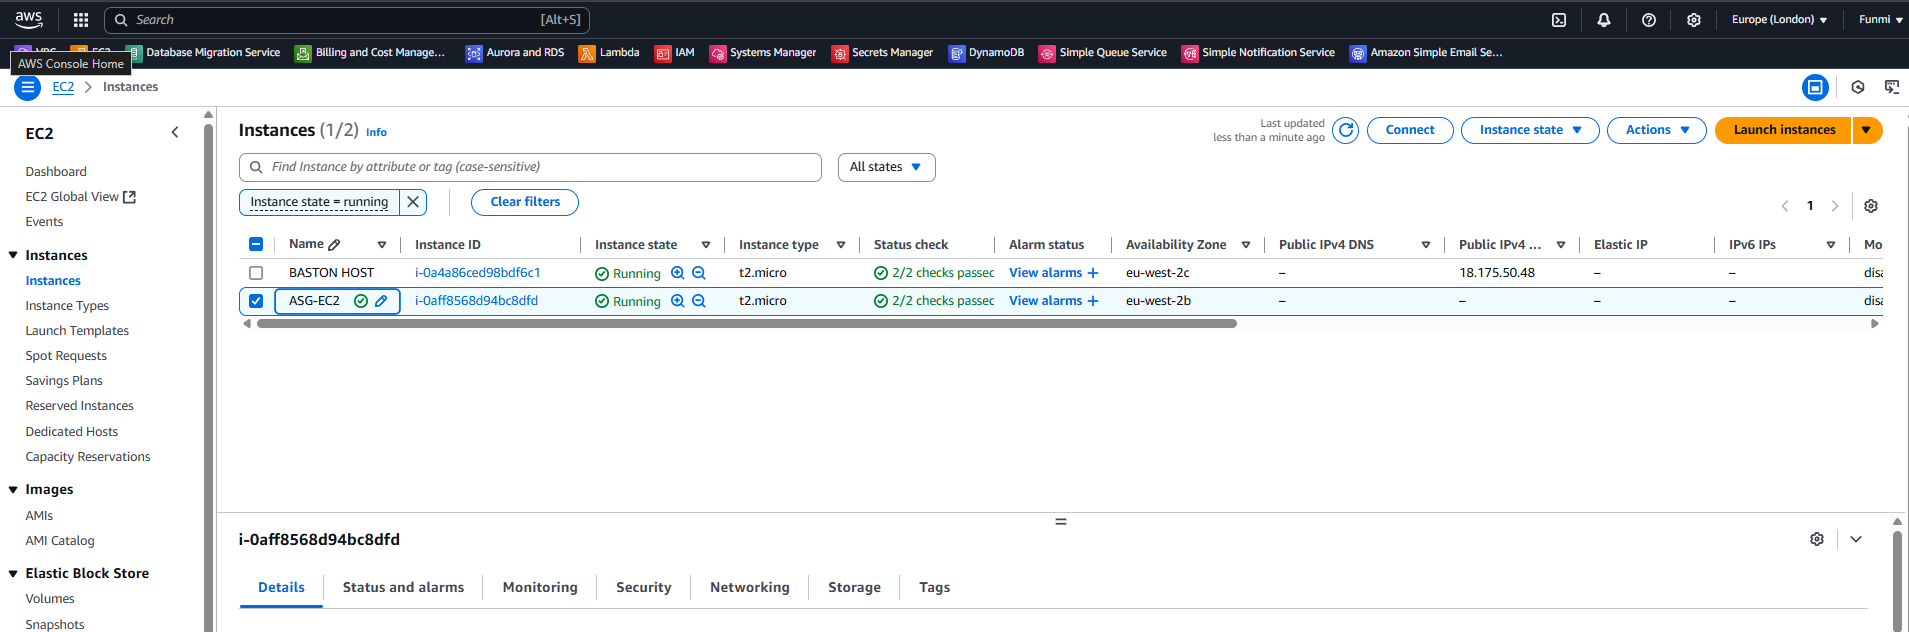 aws Search [Alt+S] Europe (London) Funmi
Database Migration Service Billing and Cost Manage... Aurora and RDS Lambda IAM Systems Manager Secrets Manager DynamoDB Simple Queue Service Simple Notification Service Amazon Simple Email Se...
AWS Console Home
EC2 Instances
EC2
Dashboard
EC2 Global View
Events
Instances
Instances
Instance Types
Launch Templates
Spot Requests
Savings Plans
Reserved Instances
Dedicated Hosts
Capacity Reservations
Images
AMIs
AMI Catalog
Elastic Block Store
Volumes
Snapshots
Instances (1/2) Info
Last updated
less than a minute ago
Connect Instance state Actions Launch instances
Find Instance by attribute or tag (case-sensitive) All states
Instance state = running Clear filters
1
Name Instance ID Instance state Instance type Status check Alarm status Availability Zone Public IPv4 DNS Public IPv4 ... Elastic IP IPv6 IPs Mo
BASTON HOST i-0a4a86ced98bdf6c1 Running t2.micro 2/2 checks passec View alarms + eu-west-2c – 18.175.50.48 – – disa
ASG-EC2 i-0aff8568d94bc8dfd Running t2.micro 2/2 checks passec View alarms + eu-west-2b – – – – disa
i-0aff8568d94bc8dfd
Details Status and alarms Monitoring Security Networking Storage Tags